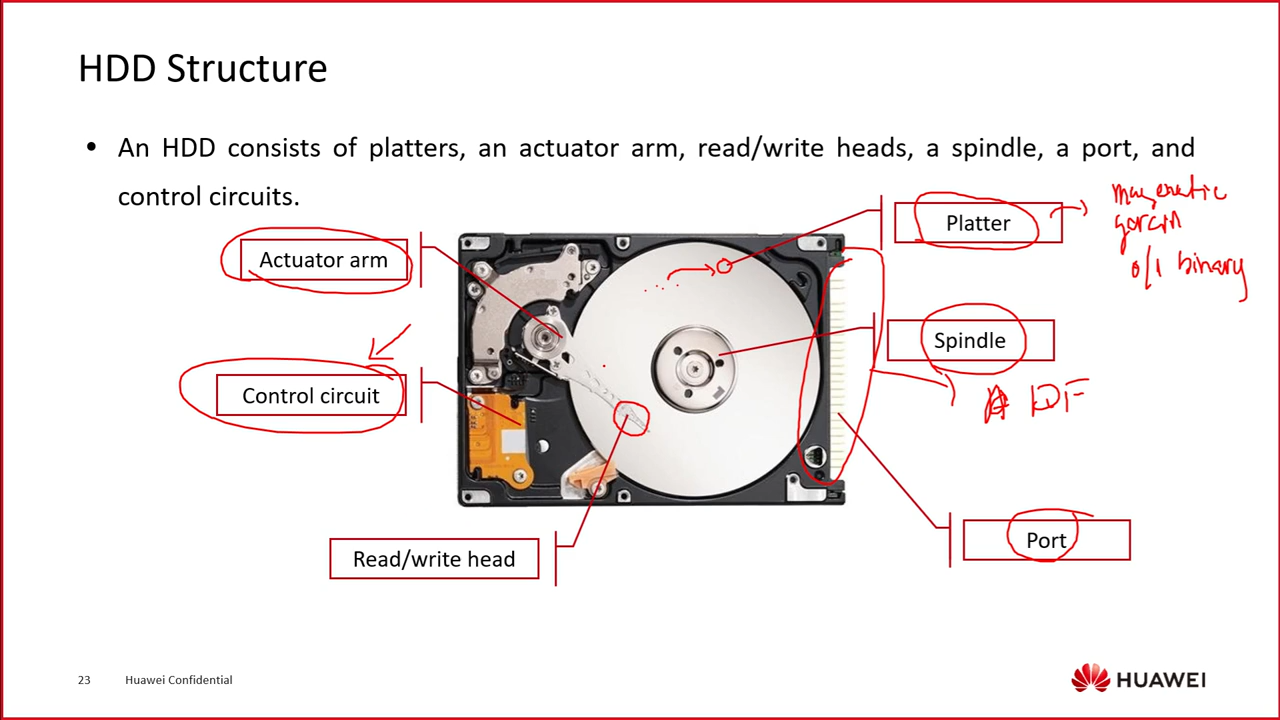 HDD Structure
• An HDD consists of platters, an actuator arm, read/write heads, a spindle, a port, and
control circuits.
Platter
magnetic
0/1 binary
Actuator arm
Spindle
Control circuit
Port
Read/write head
23 Huawei Confidential
HUAWEI